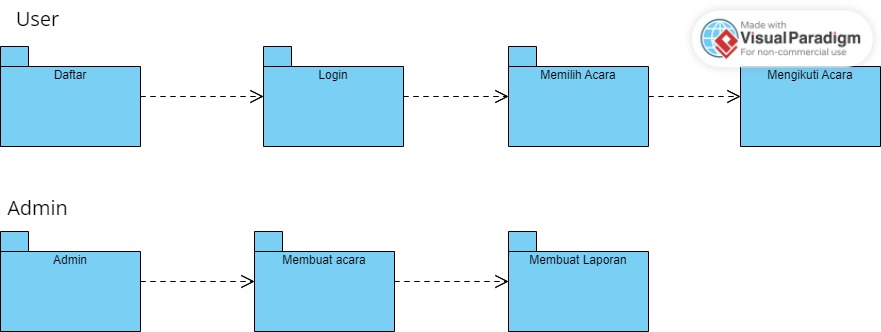 User
Made with
Visual Paradigm
For non-commercial use
Daftar
Login
Memilih Acara
Mengikuti Acara
Admin
Admin
Membuat acara
Membuat Laporan